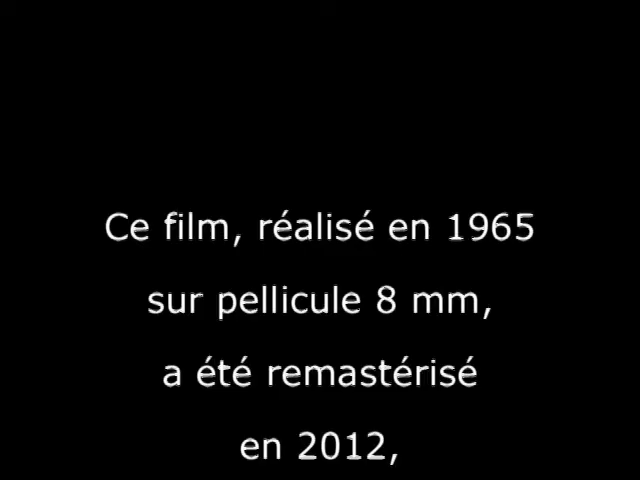 Ce film, réalisé en 1965
sur pellicule 8 mm,
a été remastérisé
en 2012,